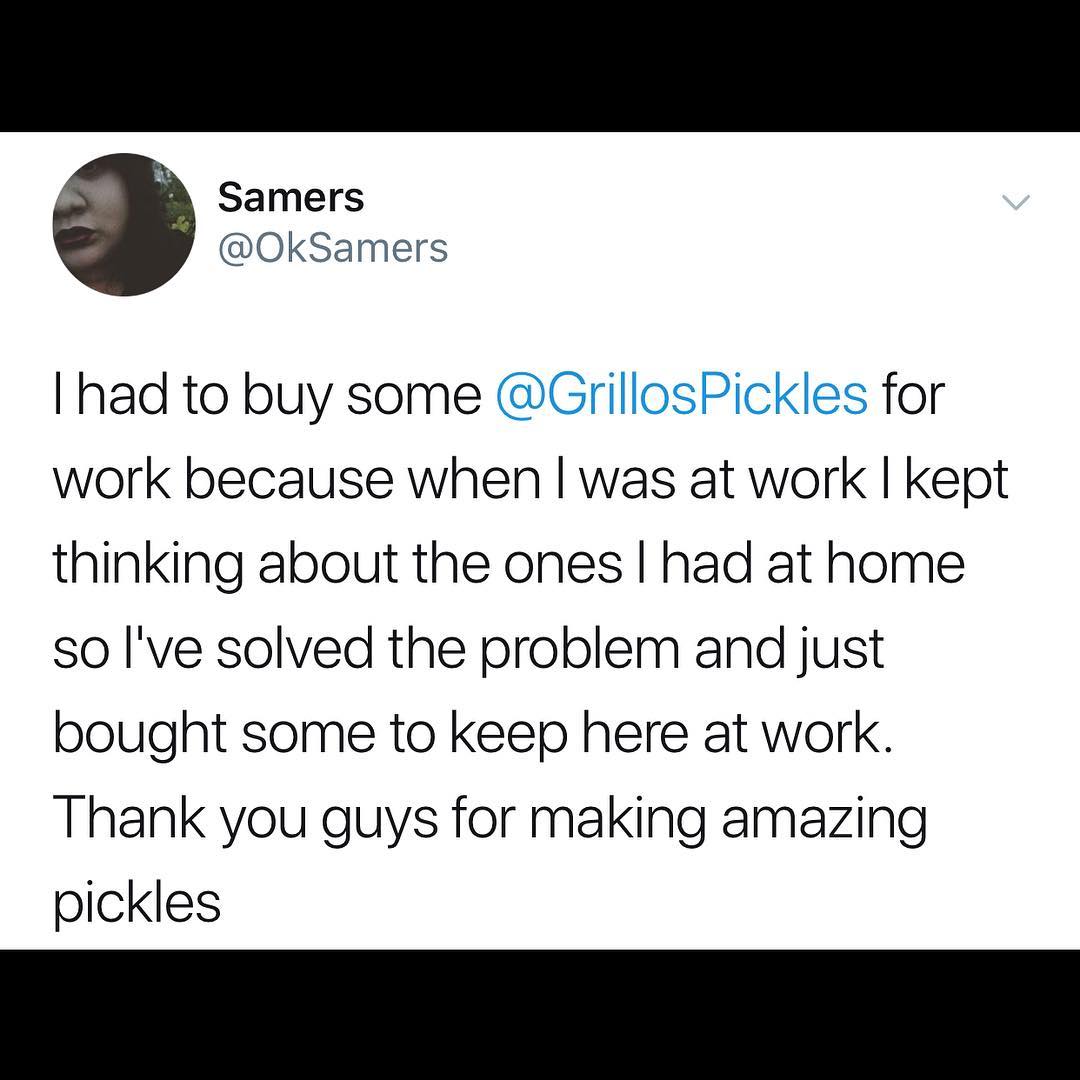 Samers
@OkSamers
I had to buy some @GrillosPickles for
work because when I was at work I kept
thinking about the ones I had at home
so I've solved the problem and just
bought some to keep here at work.
Thank you guys for making amazing
pickles